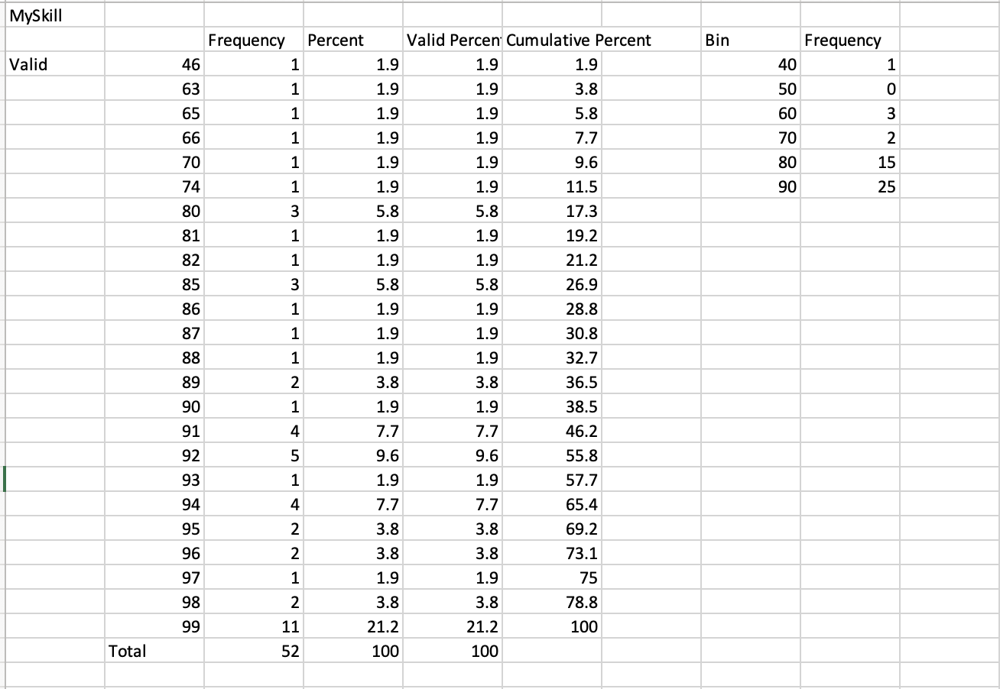 MySkill
Frequency Percent Valid Percen Cumulative Percent Bin Frequency
Valid 46 1 1.9 1.9 1.9 40 1
63 1 1.9 1.9 3.8 50 0
65 1 1.9 1.9 5.8 60 3
66 1 1.9 1.9 7.7 70 2
70 1 1.9 1.9 9.6 80 15
74 1 1.9 1.9 11.5 90 25
80 3 5.8 5.8 17.3
81 1 1.9 1.9 19.2
82 1 1.9 1.9 21.2
85 3 5.8 5.8 26.9
86 1 1.9 1.9 28.8
87 1 1.9 1.9 30.8
88 1 1.9 1.9 32.7
89 2 3.8 3.8 36.5
90 1 1.9 1.9 38.5
91 4 7.7 7.7 46.2
92 5 9.6 9.6 55.8
93 1 1.9 1.9 57.7
94 4 7.7 7.7 65.4
95 2 3.8 3.8 69.2
96 2 3.8 3.8 73.1
97 1 1.9 1.9 75
98 2 3.8 3.8 78.8
99 11 21.2 21.2 100
Total 52 100 100